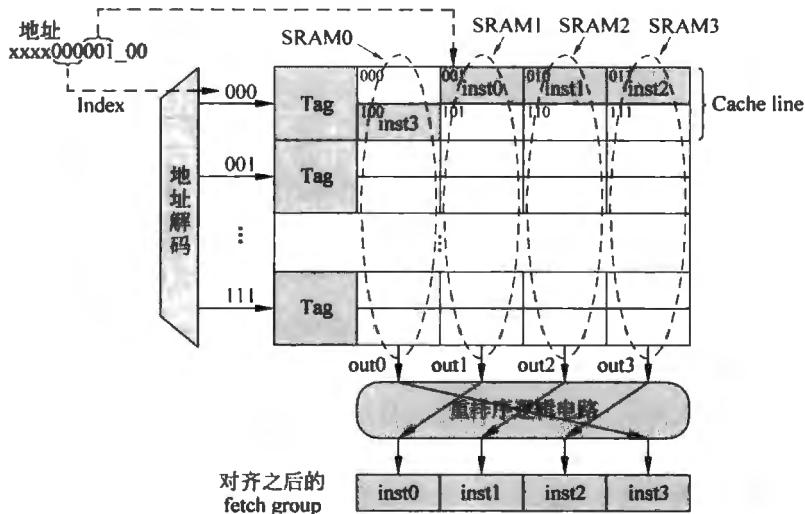 地址
xxxx000001_00
SRAM0
SRAM1
SRAM2
SRAM3
Index
000
000
001
010
011
Tag
inst0
inst1
inst2
Cache line
100
101
110
111
inst3
地址解码
001
Tag
...
...
111
Tag
out0
out1
out2
out3
重排序逻辑电路
对齐之后的
fetch group
inst0
inst1
inst2
inst3